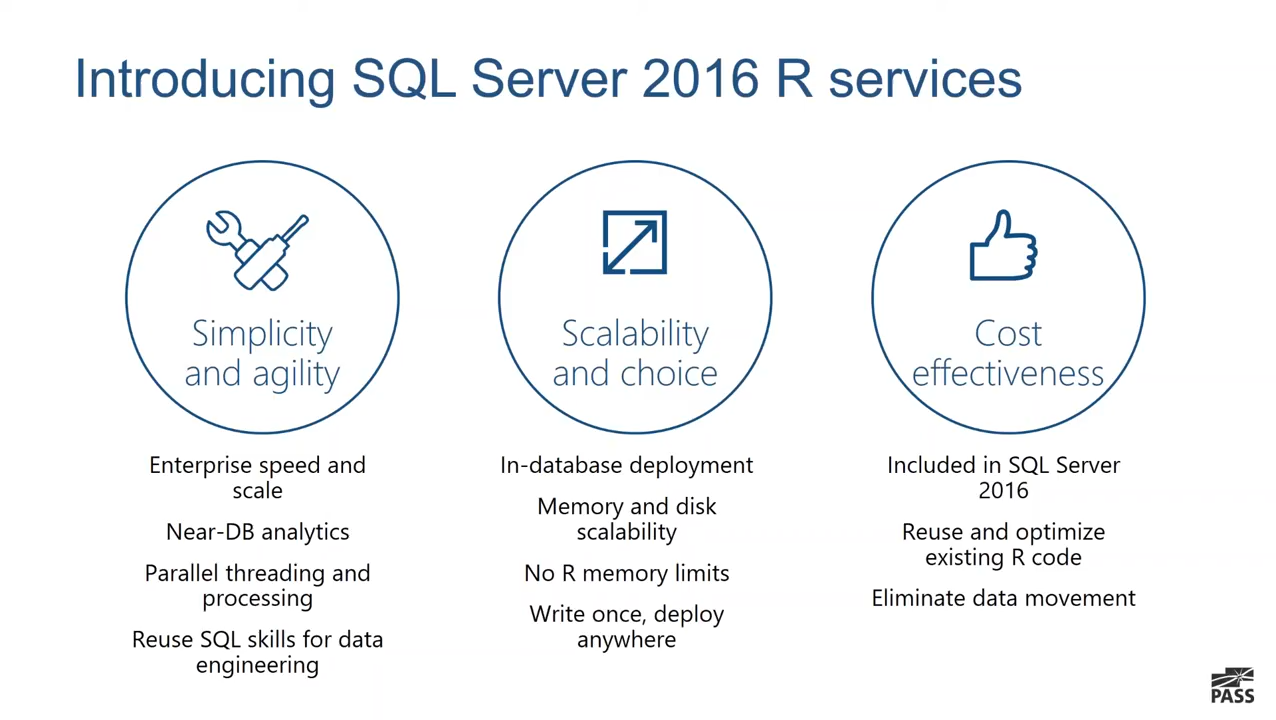 Introducing SQL Server 2016 R services
Simplicity
and agility
Enterprise speed and
scale
Near-DB analytics
Parallel threading and
processing
Reuse SQL skills for data
engineering
Scalability
and choice
In-database deployment
Memory and disk
scalability
No R memory limits
Write once, deploy
anywhere
Cost
effectiveness
Included in SQL Server
2016
Reuse and optimize
existing R code
Eliminate data movement
PASS